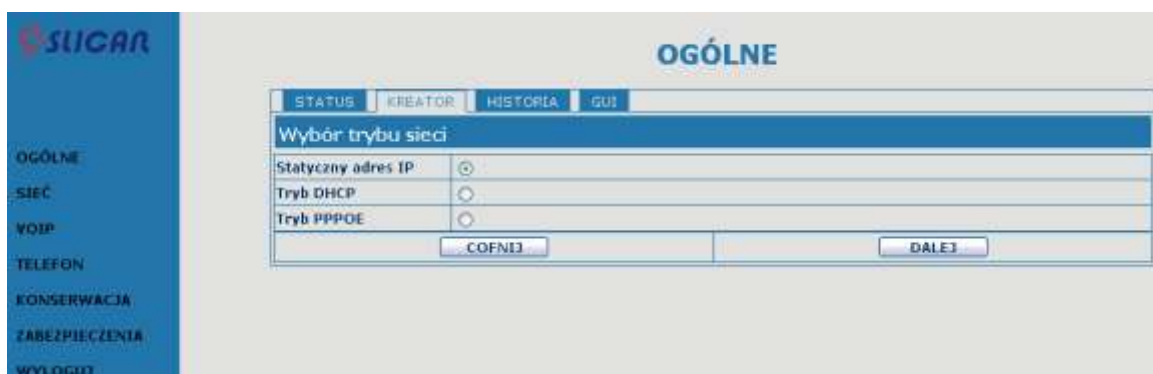 SLICAN
OGÓLNE
STATUS KREATOR HISTORIA GUI
Wybór trybu sieci
Statyczny adres IP
Tryb DHCP
Tryb PPPOE
COFNIJ DALEJ
OGÓLNE
SIEĆ
VOIP
TELEFON
KONSERWACJA
ZABEZPIECZENIA
WYLOGUJ